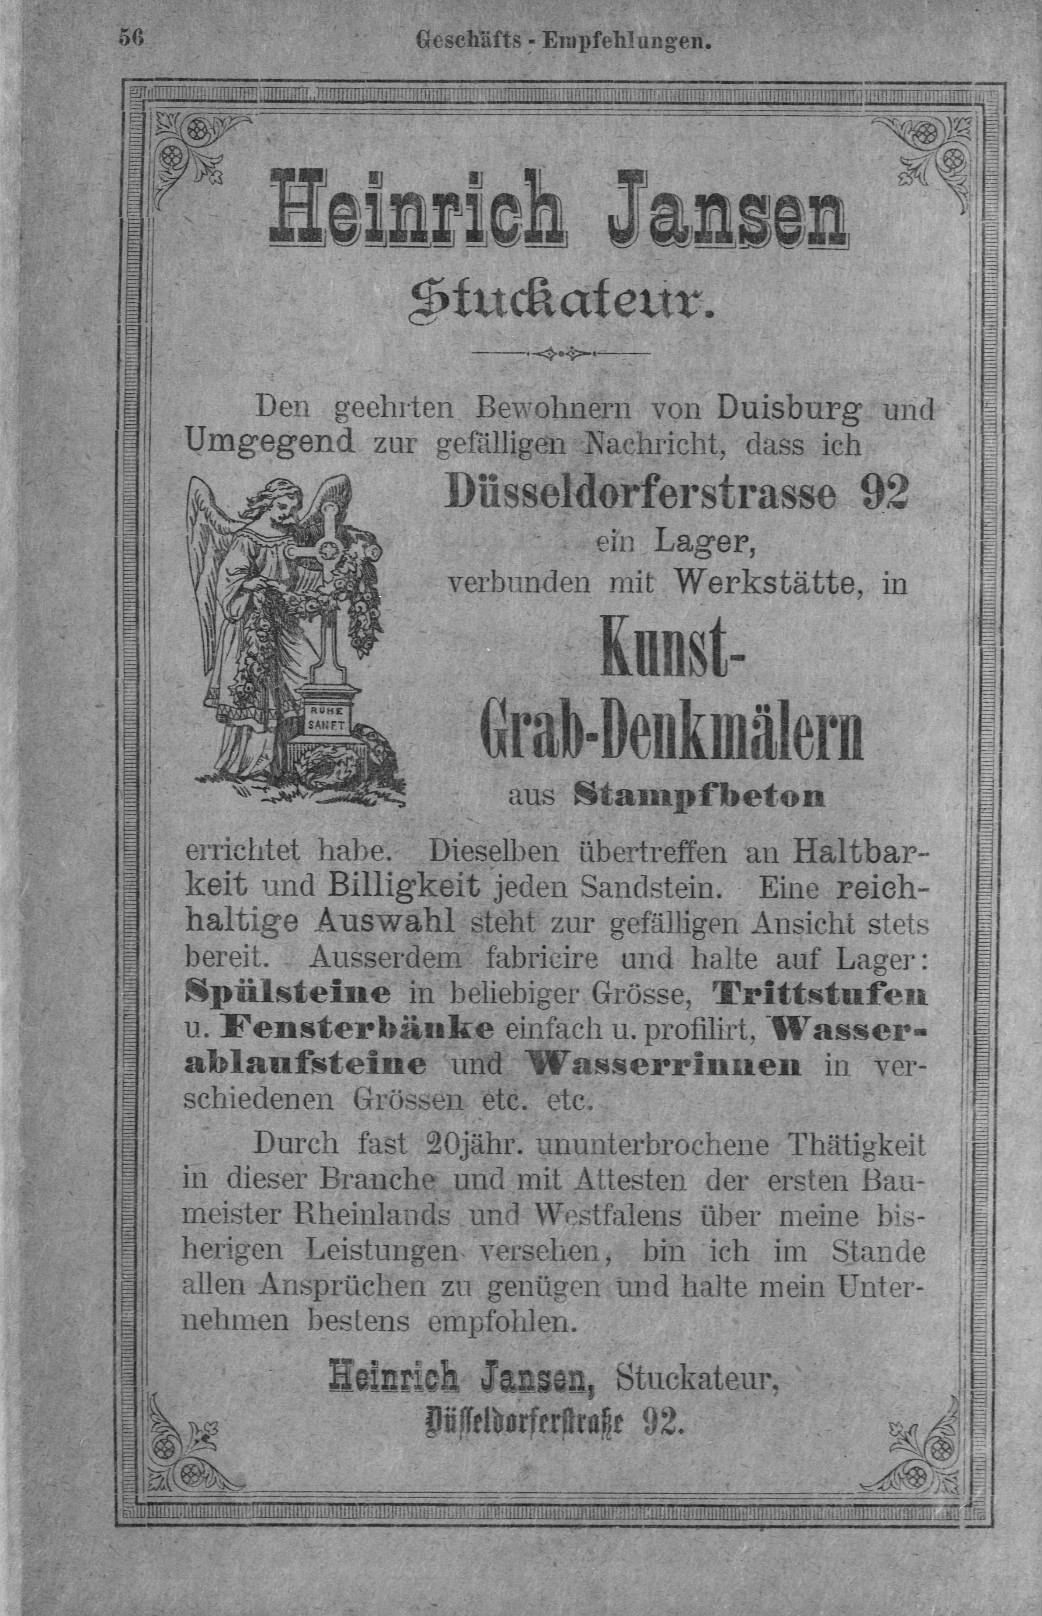 56
Geschäfts - Empfehlungen.
Heinrich Jansen
Stuckateur.
Den geehrten Bewohnern von Duisburg und
Umgegend zur gefälligen Nachricht, dass ich
Düsseldorferstrasse 92
ein Lager,
verbunden mit Werkstätte, in
Kunst-
Grab-Denkmälern
aus Stampfbeton
RUHE
SANFT
errichtet habe. Dieselben übertreffen an Haltbar-
keit und Billigkeit jeden Sandstein. Eine reich-
haltige Auswahl steht zur gefälligen Ansicht stets
bereit. Ausserdem fabricire und halte auf Lager:
Spülsteine in beliebiger Grösse, Trittstufen
u. Fensterbänke einfach u. profilirt, Wasser-
ablaufsteine und Wasserrinnen in ver-
schiedenen Grössen etc. etc.
Durch fast 20jähr. ununterbrochene Thätigkeit
in dieser Branche und mit Attesten der ersten Bau-
meister Rheinlands und Westfalens über meine bis-
herigen Leistungen versehen, bin ich im Stande
allen Ansprüchen zu genügen und halte mein Unter-
nehmen bestens empfohlen.
Heinrich Jansen, Stuckateur,
Düsseldorferstraße 92.